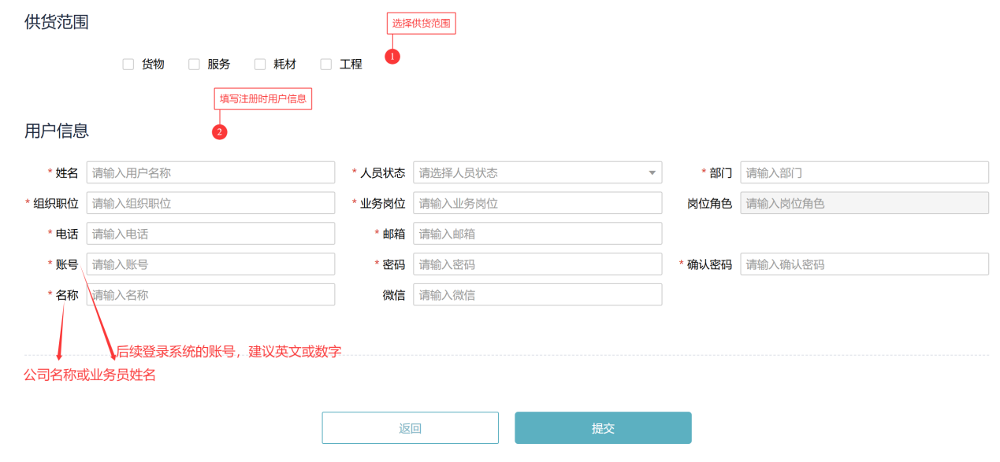 供货范围
选择供货范围
1
货物 服务 耗材 工程
填写注册时用户信息
2
用户信息
* 姓名 请输入用户名称 * 人员状态 请选择人员状态 * 部门 请输入部门
* 组织职位 请输入组织职位 * 业务岗位 请输入业务岗位 岗位角色 请输入岗位角色
* 电话 请输入电话 * 邮箱 请输入邮箱
* 账号 请输入账号 * 密码 请输入密码 * 确认密码 请输入确认密码
* 名称 请输入名称 微信 请输入微信
后续登录系统的账号，建议英文或数字
公司名称或业务员姓名
返回 提交